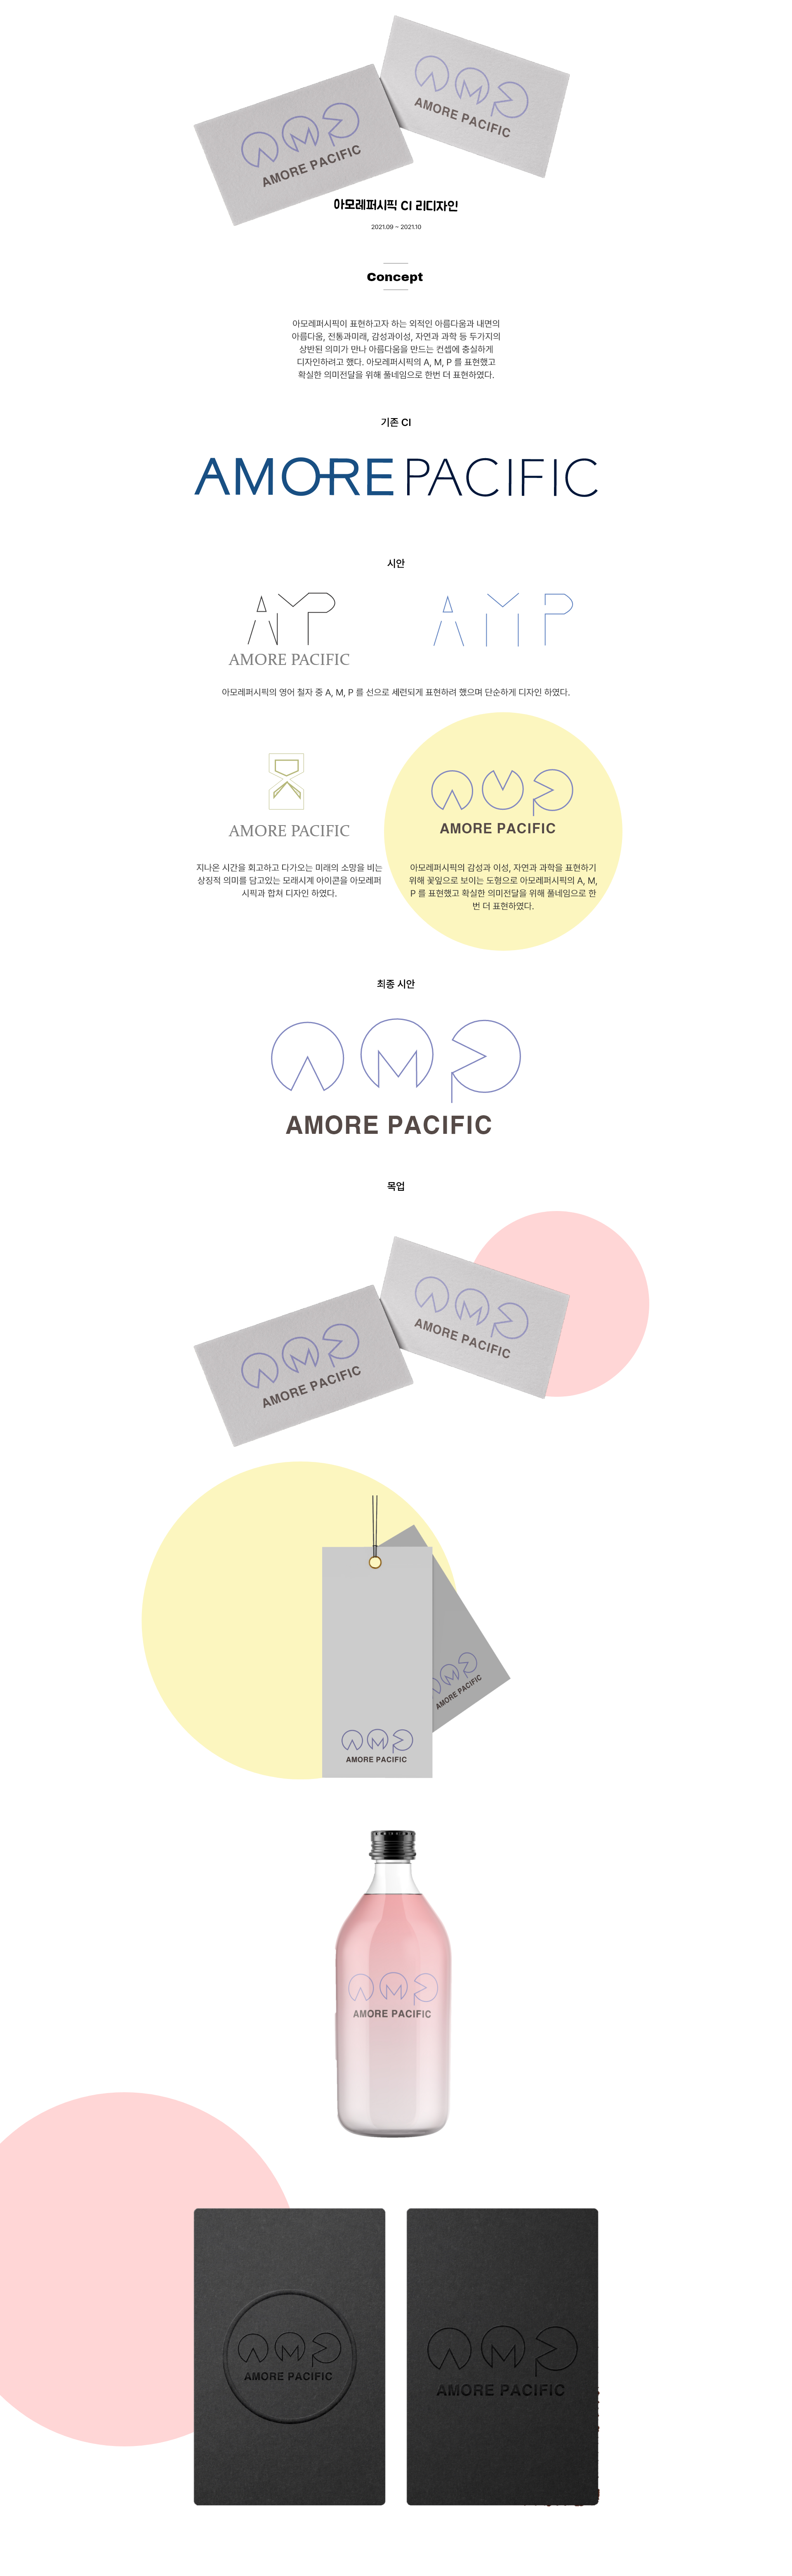 AMP
AMORE PACIFIC
AMP
AMORE PACIFIC
아모레퍼시픽 CI 리디자인
2021.09 ~ 2021.10
Concept
아모레퍼시픽이 표현하고자 하는 외적인 아름다움과 내면의
아름다움, 전통과미래, 감성과이성, 자연과 과학 등 두가지의
상반된 의미가 만나 아름다움을 만드는 컨셉에 충실하게
디자인하려고 했다. 아모레퍼시픽의 A, M, P 를 표현했고
확실한 의미전달을 위해 풀네임으로 한번 더 표현하였다.
기존 CI
AMOREPACIFIC
시안
AMP
AMORE PACIFIC
AMP
아모레퍼시픽의 영어 철자 중 A, M, P 를 선으로 세련되게 표현하려 했으며 단순하게 디자인 하였다.
AMORE PACIFIC
지나온 시간을 회고하고 다가오는 미래의 소망을 비는
상징적 의미를 담고있는 모래시계 아이콘을 아모레퍼
시픽과 합쳐 디자인 하였다.
AMP
AMORE PACIFIC
아모레퍼시픽의 감성과 이성, 자연과 과학을 표현하기
위해 꽃잎으로 보이는 도형으로 아모레퍼시픽의 A, M,
P 를 표현했고 확실한 의미전달을 위해 풀네임으로 한
번 더 표현하였다.
최종 시안
AMP
AMORE PACIFIC
목업
AMP
AMORE PACIFIC
AMP
AMORE PACIFIC
AMP
AMORE PACIFIC
MP
AMORE PACIFIC
AMP
AMORE PACIFIC
AMP
AMORE PACIFIC
AMP
AMORE PACIFIC